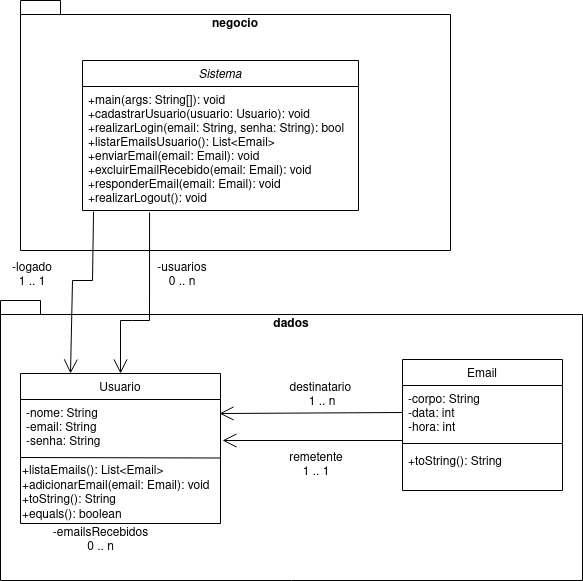 negocio
Sistema
+main(args: String[]): void
+cadastrarUsuario(usuario: Usuario): void
+realizarLogin(email: String, senha: String): bool
+listarEmailsUsuario(): List<Email>
+enviarEmail(email: Email): void
+excluirEmailRecebido(email: Email): void
+responderEmail(email: Email): void
+realizarLogout(): void
-logado
1 .. 1
-usuarios
0 .. n
dados
Usuario
-nome: String
-email: String
-senha: String
+listaEmails(): List<Email>
+adicionarEmail(email: Email): void
+toString(): String
+equals(): boolean
-emailsRecebidos
0 .. n
destinatario
1 .. n
remetente
1 .. 1
Email
-corpo: String
-data: int
-hora: int
+toString(): String